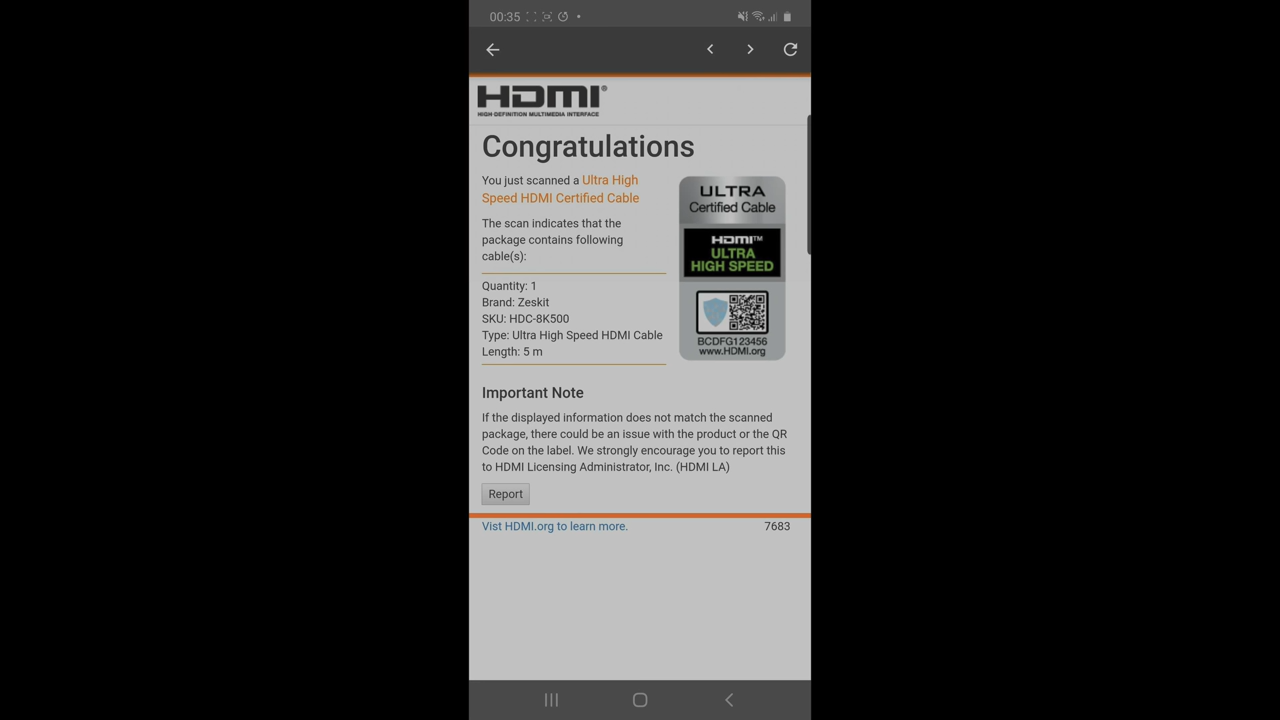 00:35
HDMI®
HIGH-DEFINITION MULTIMEDIA INTERFACE
Congratulations
You just scanned a Ultra High
Speed HDMI Certified Cable
The scan indicates that the
package contains following
cable(s):
Quantity: 1
Brand: Zeskit
SKU: HDC-8K500
Type: Ultra High Speed HDMI Cable
Length: 5 m
ULTRA
Certified Cable
HDMI™
ULTRA
HIGH SPEED
BCDFG123456
www.HDMI.org
Important Note
If the displayed information does not match the scanned
package, there could be an issue with the product or the QR
Code on the label. We strongly encourage you to report this
to HDMI Licensing Administrator, Inc. (HDMI LA)
Report
Vist HDMI.org to learn more.
7683